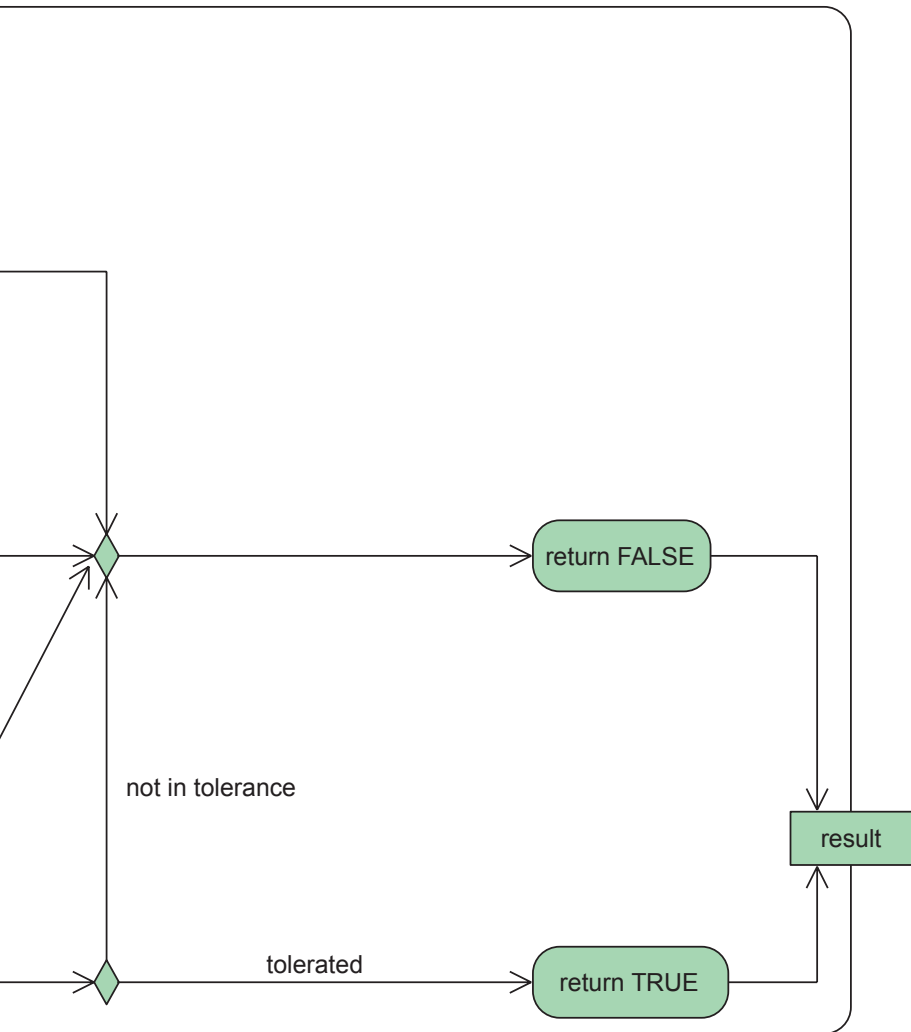 return FALSE
not in tolerance
result
tolerated
return TRUE